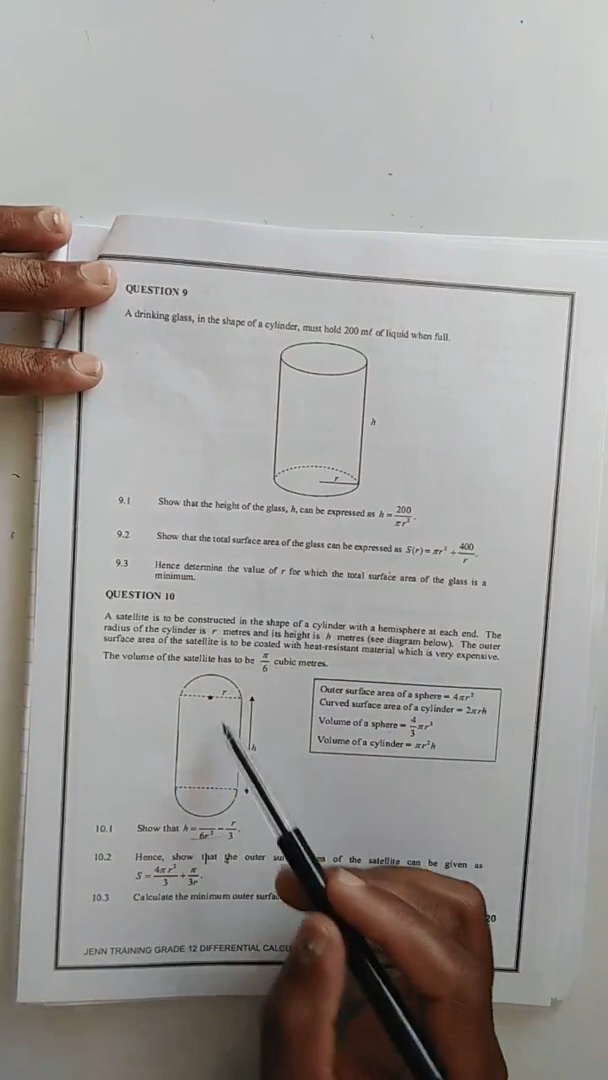 QUESTION 9
A drinking glass, in the shape of a cylinder, must hold 200 mℓ of liquid when full.
h
r
9.1 Show that the height of the glass, h, can be expressed as h = 200/πr².
9.2 Show that the total surface area of the glass can be expressed as S(r) = πr² + 400/r.
9.3 Hence determine the value of r for which the total surface area of the glass is a
minimum.
QUESTION 10
A satellite is to be constructed in the shape of a cylinder with a hemisphere at each end. The
radius of the cylinder is r metres and its height is h metres (see diagram below). The outer
surface area of the satellite is to be coated with heat-resistant material which is very expensive.
The volume of the satellite has to be π/6 cubic metres.
r
h
Outer surface area of a sphere = 4πr²
Curved surface area of a cylinder = 2πrh
Volume of a sphere = 4/3 πr³
Volume of a cylinder = πr²h
10.1 Show that h = /6r² − r/3.
10.2 Hence, show that the outer of the satellite can be given as
S = 4πr²/3 + π/3r.
10.3 Calculate the minimum outer
20
JENN TRAINING GRADE 12 DIFFERENTIAL